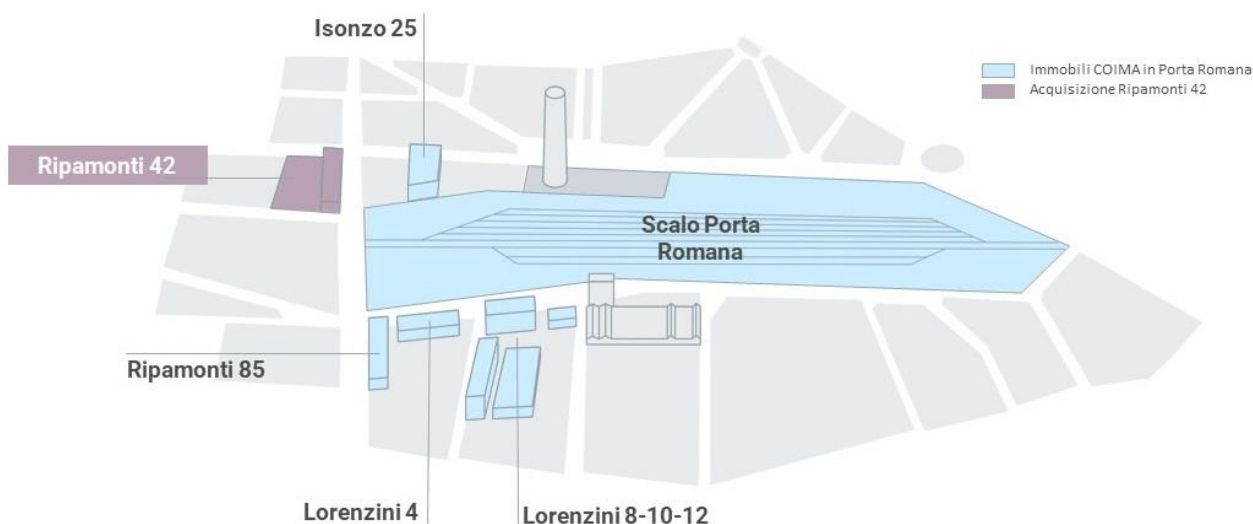 Isonzo 25
Immobili COIMA in Porta Romana
Acquisizione Ripamonti 42
Ripamonti 42
Scalo Porta
Romana
Ripamonti 85
Lorenzini 4
Lorenzini 8-10-12